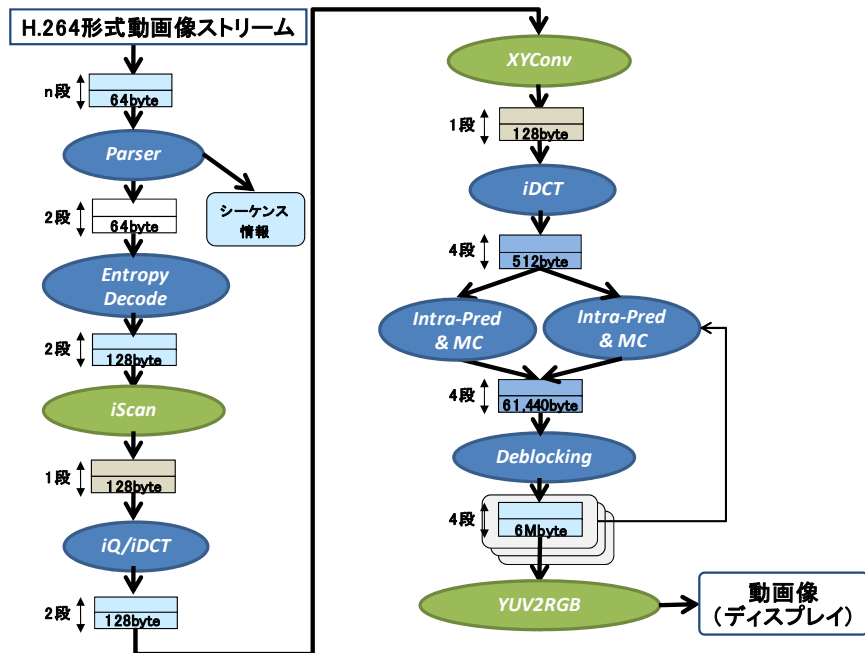 H.264形式動画像ストリーム
n段
64byte
Parser
シーケンス
情報
2段
64byte
Entropy
Decode
2段
128byte
iScan
1段
128byte
iQ/iDCT
2段
128byte
XYConv
1段
128byte
iDCT
4段
512byte
Intra-Pred
& MC
Intra-Pred
& MC
4段
61,440byte
Deblocking
4段
6Mbyte
YUV2RGB
動画像
(ディスプレイ)